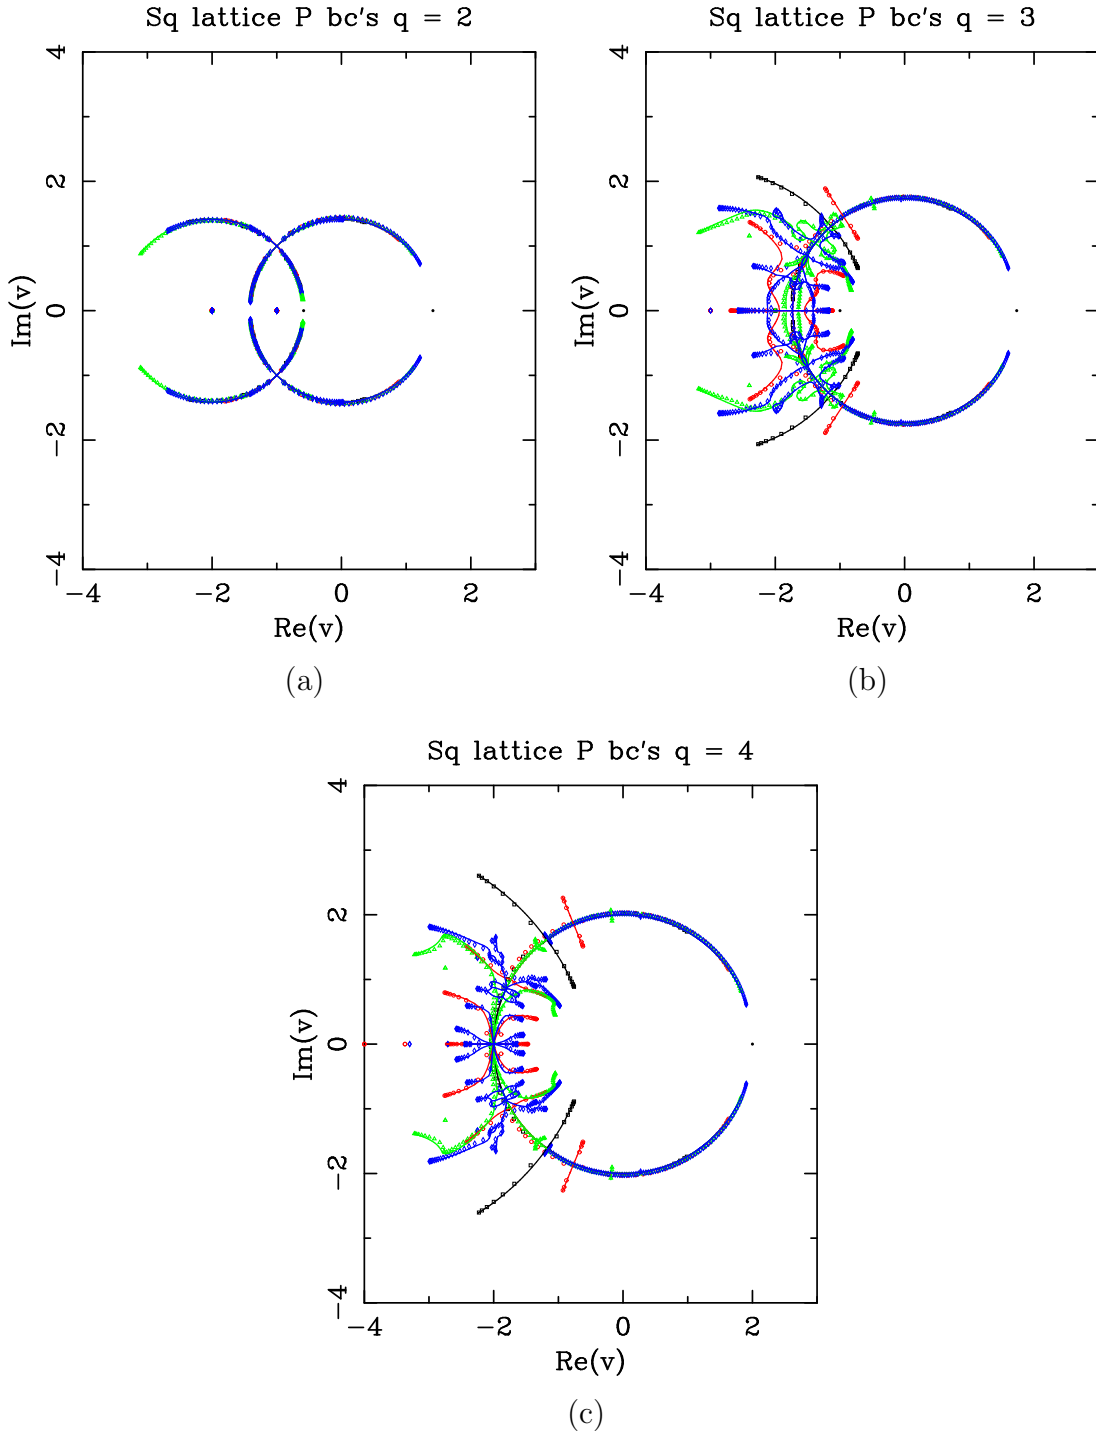 Sq lattice P bc's q = 2
Sq lattice P bc's q = 3
4
2
0
−2
−4
Im(v)
−4
−2
0
2
Re(v)
4
2
0
−2
−4
Im(v)
−4
−2
0
2
Re(v)
(a)
(b)
Sq lattice P bc's q = 4
4
2
0
−2
−4
Im(v)
−4
−2
0
2
Re(v)
(c)